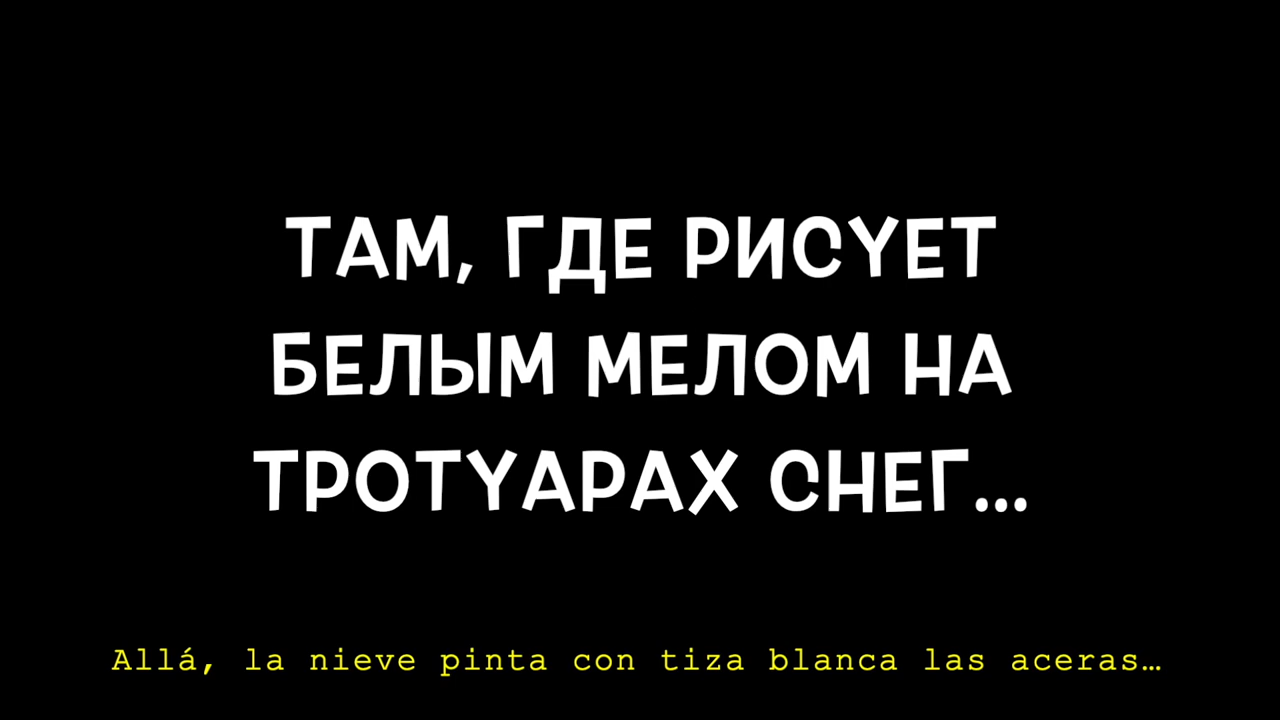 ТАМ, ГДЕ РИСУЕТ
БЕЛЫМ МЕЛОМ НА
ТРОТУАРАХ СНЕГ...
Allá, la nieve pinta con tiza blanca las aceras…